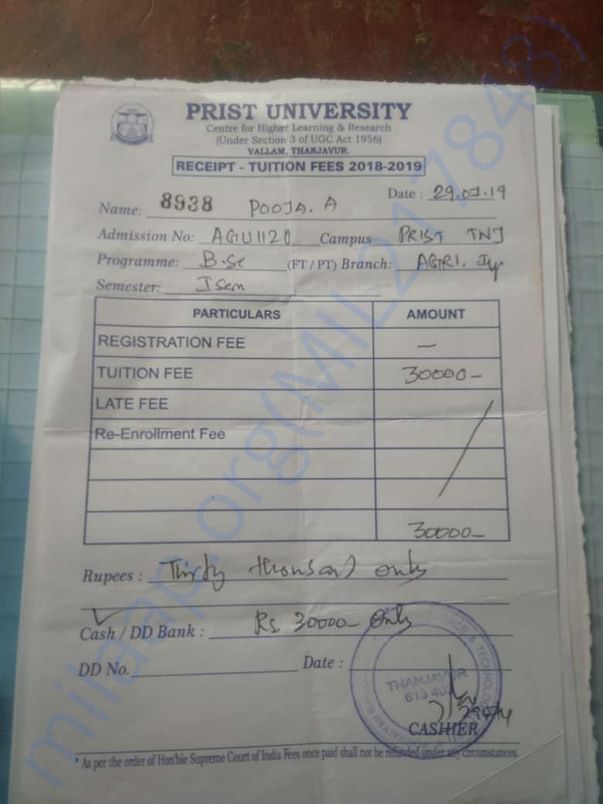 PRIST UNIVERSITY
Centre for Higher Learning & Research
(Under Section 3 of UGC Act 1956)
VALLAM, THANJAVUR.
RECEIPT - TUITION FEES 2018-2019
Date : 29.07.19
Name: 8938 POOJA. A
Admission No: AGU1120 Campus PRIST TNJ
Programme: B.Sc (FT / PT) Branch: AGRI. Iyr
Semester: I Sem
PARTICULARS AMOUNT
REGISTRATION FEE —
TUITION FEE 30000-
LATE FEE
Re-Enrollment Fee
30000-
Rupees : Thirty thousand only
Cash / DD Bank : Rs. 30000- Only
DD No. Date :
THANJAVUR
CASHIER
* As per the order of Hon'ble Supreme Court of India Fees once paid shall not be refunded under any circumstances.
milaap.org(MIL217848)